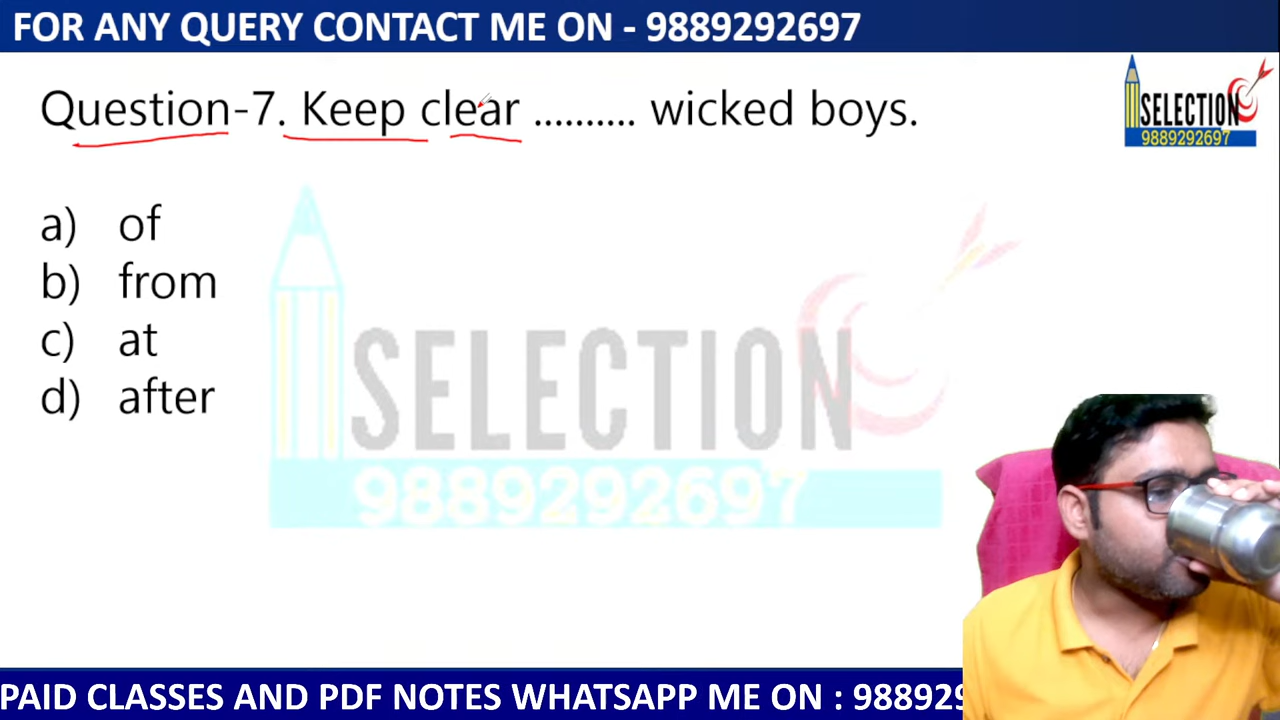 FOR ANY QUERY CONTACT ME ON - 9889292697
SELECTION
9889292697
Question-7. Keep clear .......... wicked boys.
a) of
b) from
c) at
d) after
SELECTION
9889292697
PAID CLASSES AND PDF NOTES WHATSAPP ME ON : 98892